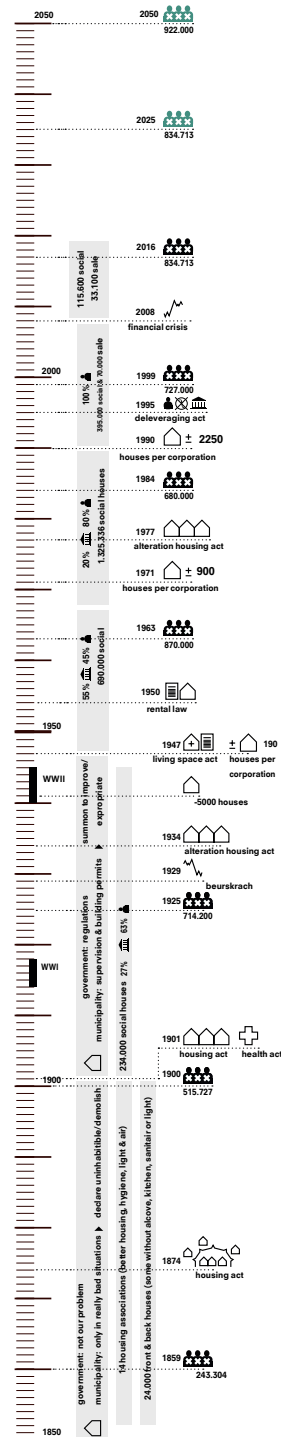 2050
2050
922.000
2025
834.713
2016
834.713
115.600 social
33.100 sale
2008
financial crisis
2000
1999
727.000
100 %
395.000 social & 70.000 sale
1995
deleveraging act
1990 ± 2250
houses per corporation
1984
680.000
20% 80%
1.325.336 social houses
1977
alteration housing act
1971 ± 900
houses per corporation
1963
870.000
55% 45%
690.000 social
1950
rental law
1950
1947 ± 190
living space act
houses per
corporation
WWII
-5000 houses
1934
alteration housing act
1929
beurskrach
1925
714.200
government: regulations
municipality: supervision & building permits ▶ summon to improve/
expropriate
234.000 social houses 27% 63%
WWI
1901
housing act
health act
1900
1900
515.727
1874
housing act
1859
243.304
government: not our problem
municipality: only in really bad situations ▶ declare uninhabitible/demolish
14 housing associations (better housing, hygiene, light & air)
24.000 front & back houses (some without alcove, kitchen, sanitair or light)
1850